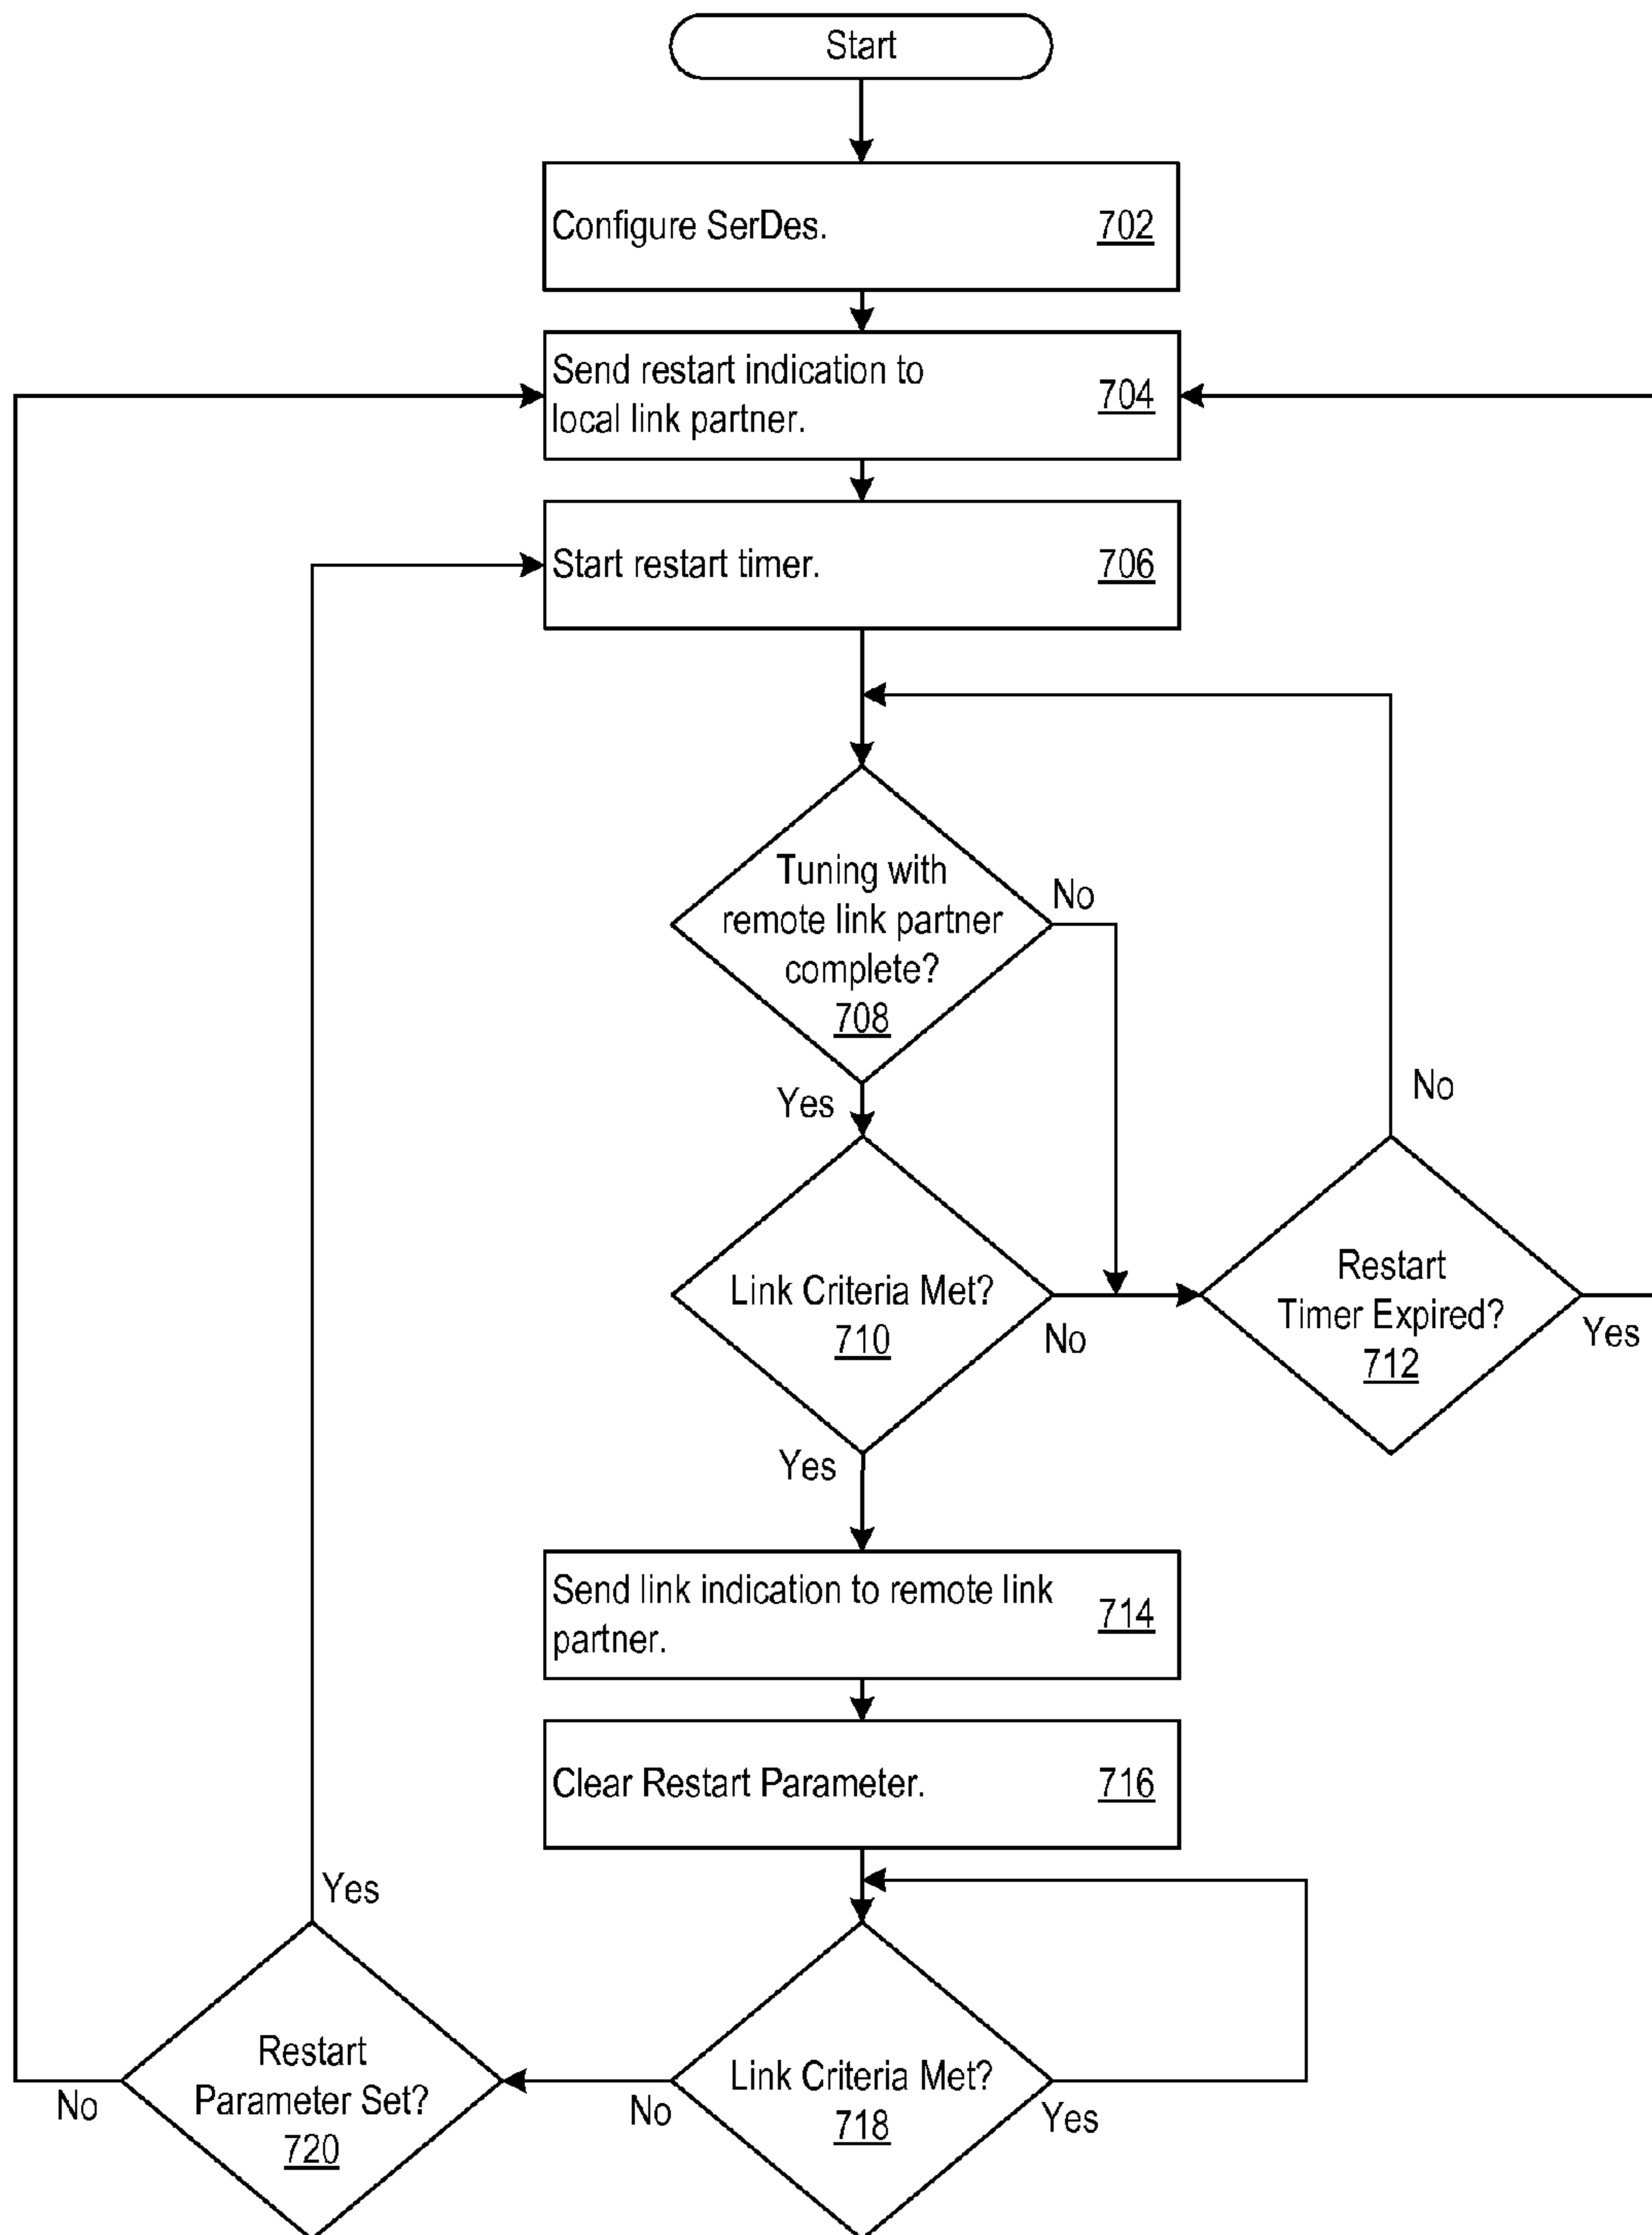 Start
Configure SerDes.
702
Send restart indication to
local link partner.
704
Start restart timer.
706
Tuning with
remote link partner
complete?
708
No
Yes
No
Link Criteria Met?
710
No
Restart
Timer Expired?
712
Yes
Yes
Send link indication to remote link
partner.
714
Clear Restart Parameter.
716
Yes
Restart
Parameter Set?
720
No
Link Criteria Met?
718
No
Yes